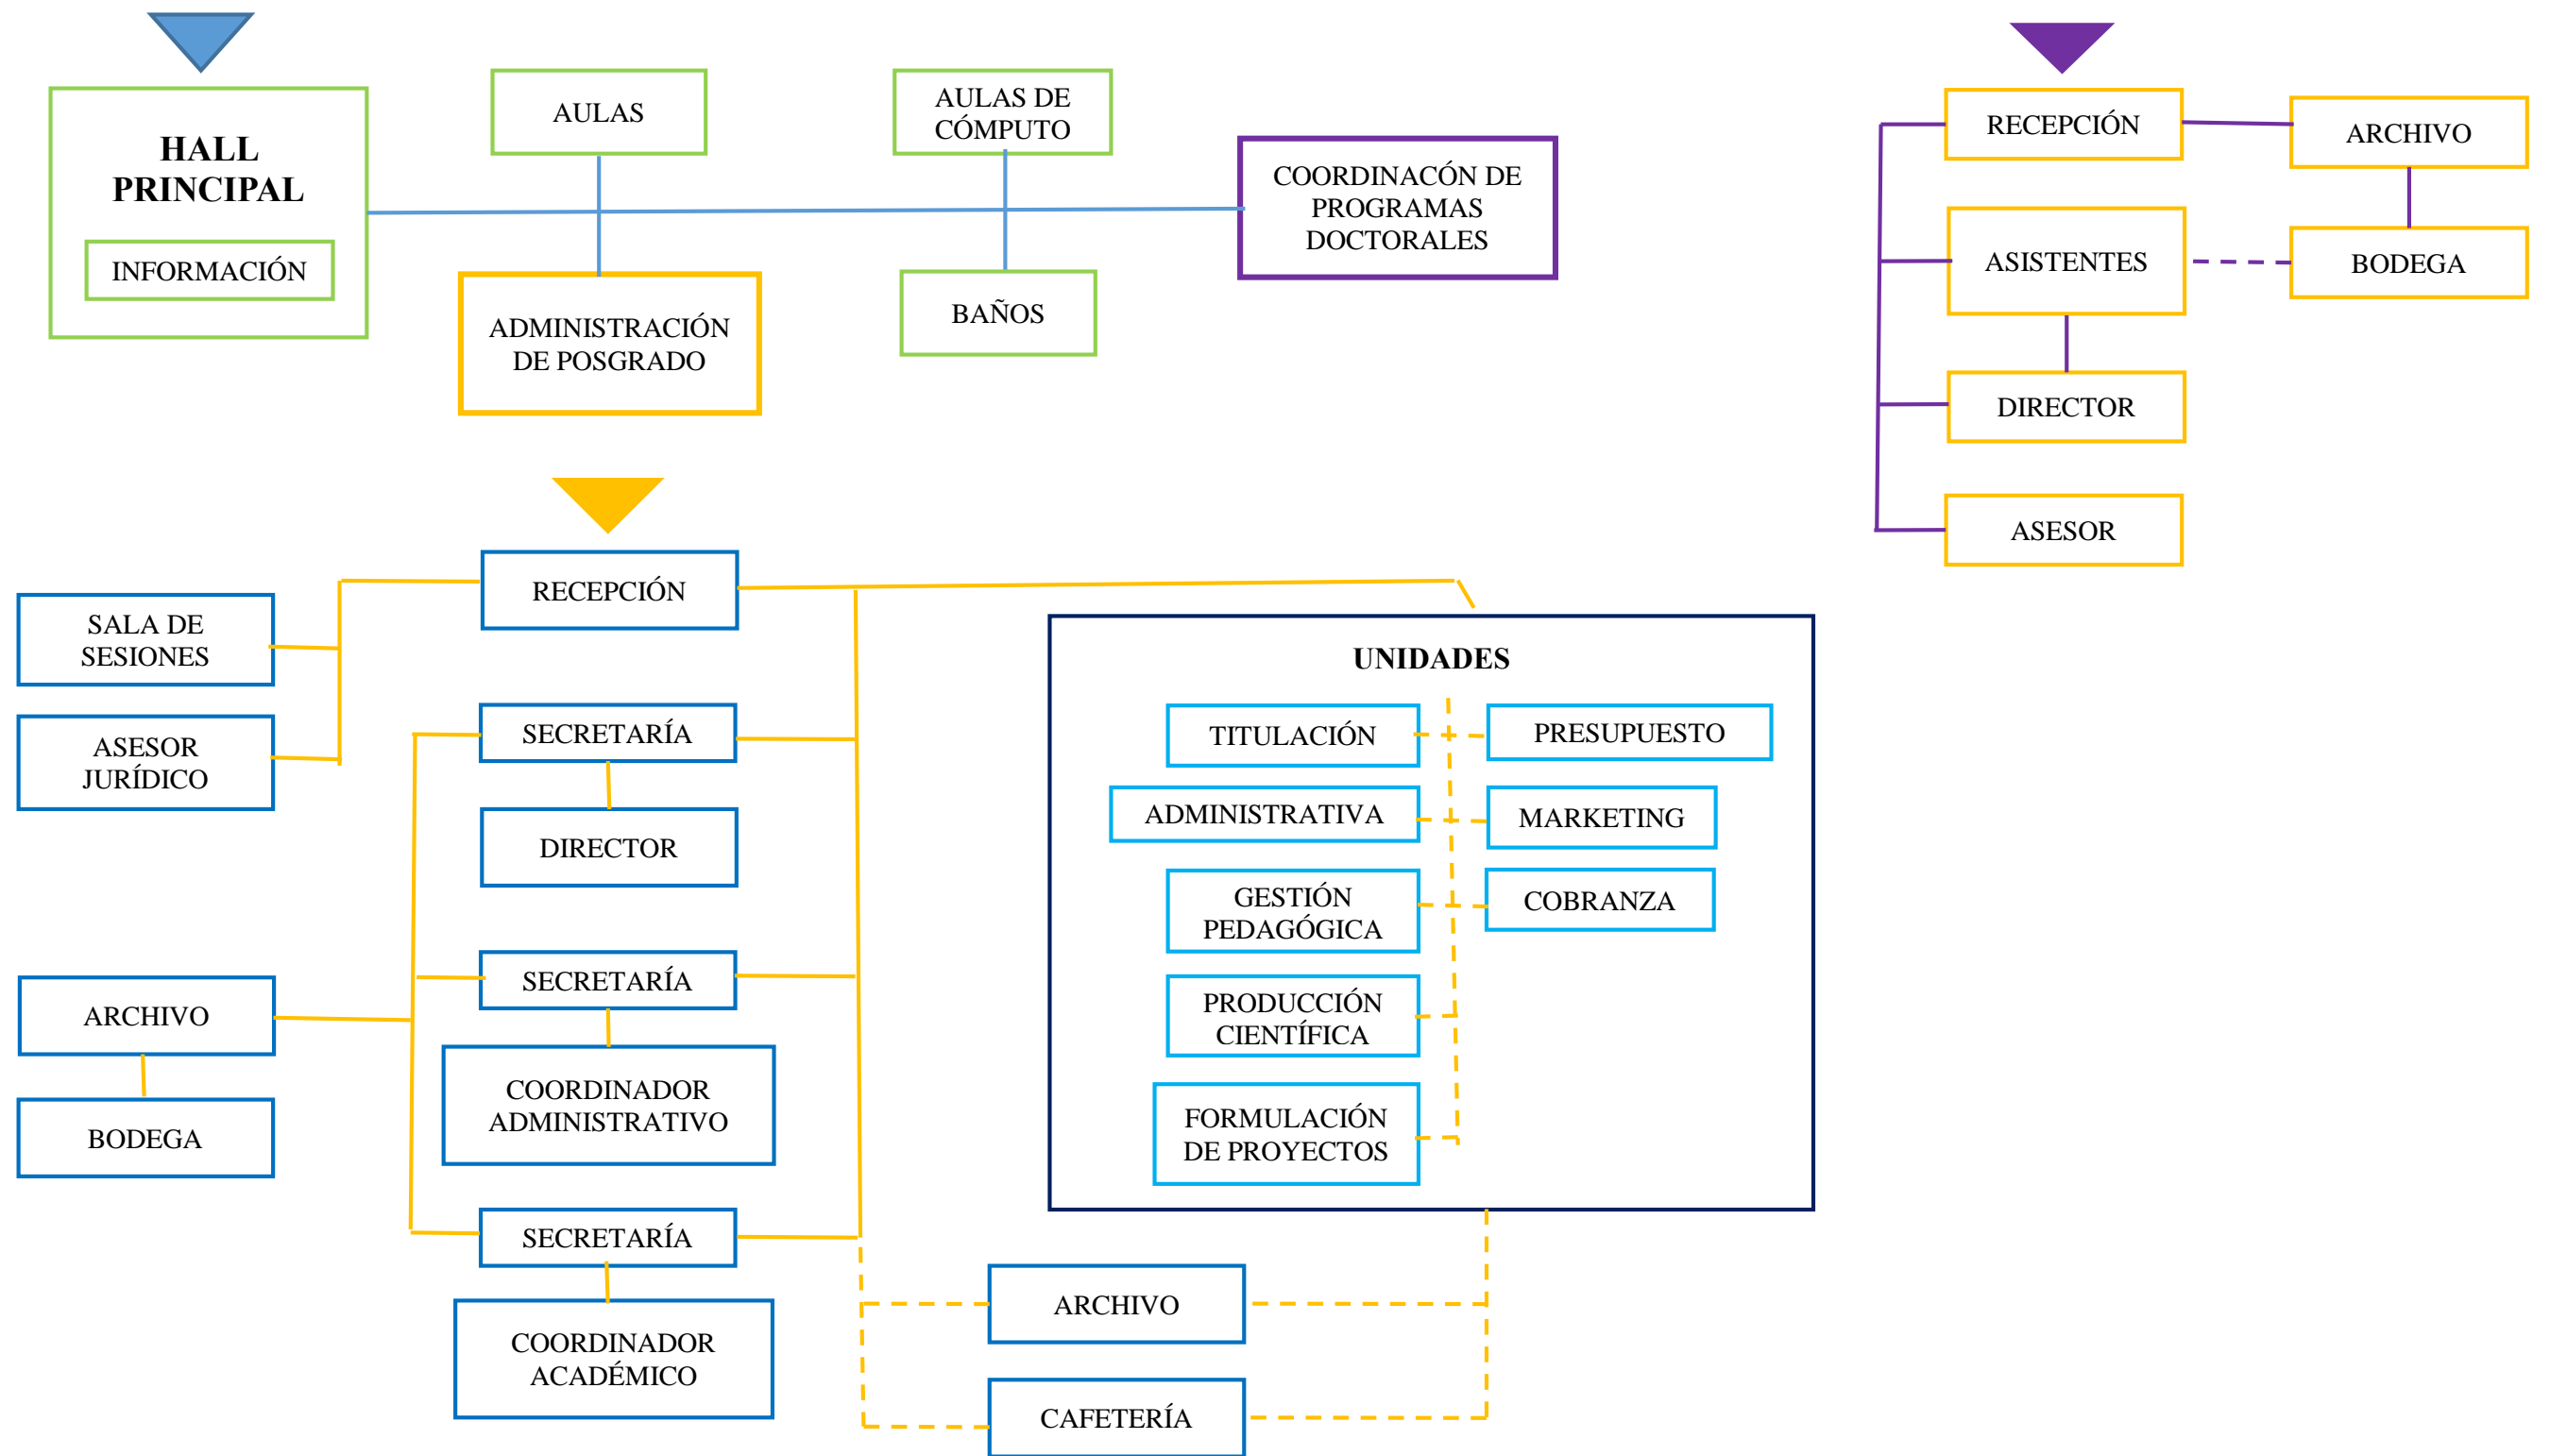 HALL
PRINCIPAL
INFORMACIÓN
AULAS
ADMINISTRACIÓN
DE POSGRADO
AULAS DE
CÓMPUTO
BAÑOS
COORDINACÓN DE
PROGRAMAS
DOCTORALES
RECEPCIÓN
ARCHIVO
ASISTENTES
BODEGA
DIRECTOR
ASESOR
RECEPCIÓN
SALA DE
SESIONES
ASESOR
JURÍDICO
SECRETARÍA
DIRECTOR
SECRETARÍA
COORDINADOR
ADMINISTRATIVO
SECRETARÍA
COORDINADOR
ACADÉMICO
ARCHIVO
BODEGA
UNIDADES
TITULACIÓN
PRESUPUESTO
ADMINISTRATIVA
MARKETING
GESTIÓN
PEDAGÓGICA
COBRANZA
PRODUCCIÓN
CIENTÍFICA
FORMULACIÓN
DE PROYECTOS
ARCHIVO
CAFETERÍA